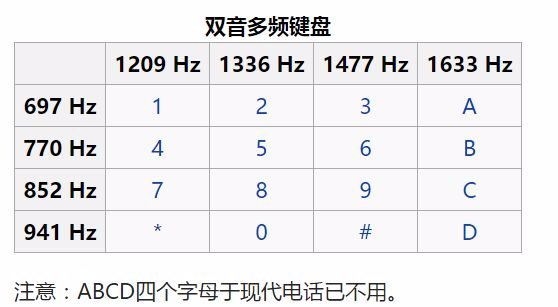 双音多频键盘
1209 Hz 1336 Hz 1477 Hz 1633 Hz
697 Hz 1 2 3 A
770 Hz 4 5 6 B
852 Hz 7 8 9 C
941 Hz * 0 # D
注意：ABCD四个字母于现代电话已不用。